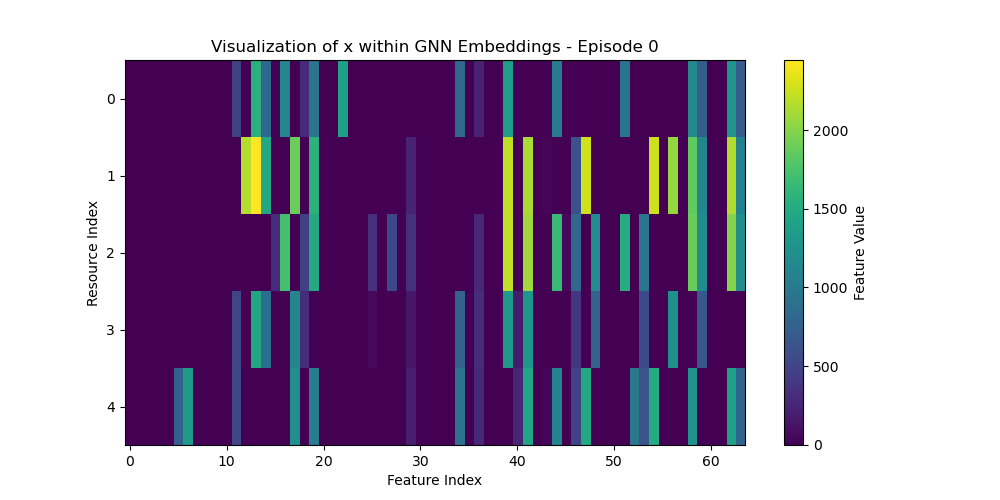 Visualization of x within GNN Embeddings - Episode 0
Resource Index
0
1
2
3
4
0 10 20 30 40 50 60
Feature Index
2000
1500
1000
500
0
Feature Value